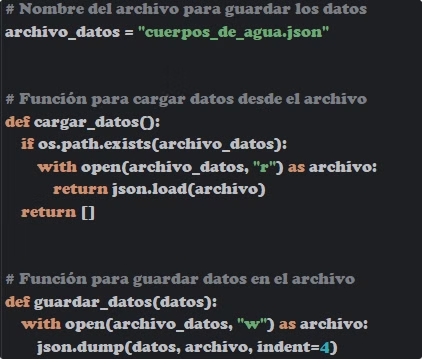 # Nombre del archivo para guardar los datos
archivo_datos = "cuerpos_de_agua.json"
# Función para cargar datos desde el archivo
def cargar_datos():
if os.path.exists(archivo_datos):
with open(archivo_datos, "r") as archivo:
return json.load(archivo)
return []
# Función para guardar datos en el archivo
def guardar_datos(datos):
with open(archivo_datos, "w") as archivo:
json.dump(datos, archivo, indent=4)